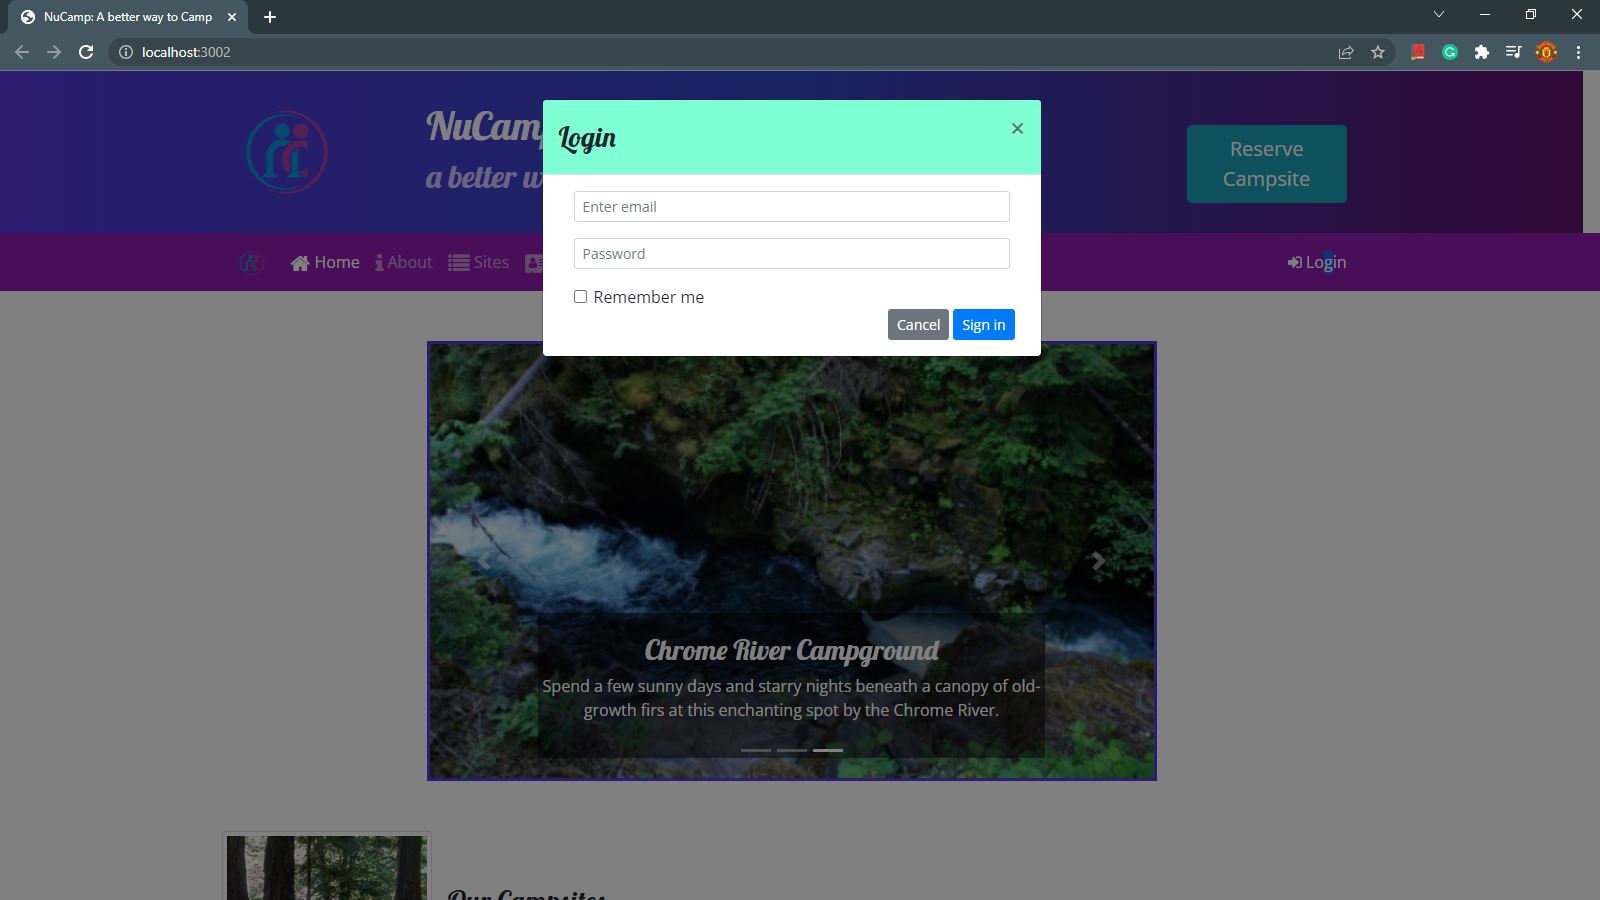 NuCamp: A better way to Camp
localhost:3002
NuCamp
a better w
Login
Reserve
Campsite
Enter email
Password
Remember me
Cancel Sign in
Home About Sites
Login
Chrome River Campground
Spend a few sunny days and starry nights beneath a canopy of old-
growth firs at this enchanting spot by the Chrome River.
Our Campsites